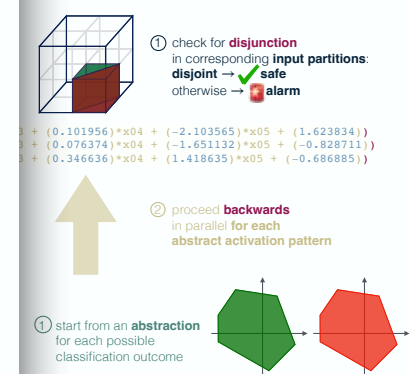 ① check for disjunction
in corresponding input partitions:
disjoint → ✔ safe
otherwise → 🚨 alarm
3 + (0.101956)*x04 + (-2.103565)*x05 + (1.623834))
3 + (0.076374)*x04 + (-1.651132)*x05 + (-0.828711))
3 + (0.346636)*x04 + (1.418635)*x05 + (-0.686885))
② proceed backwards
in parallel for each
abstract activation pattern
① start from an abstraction
for each possible
classification outcome